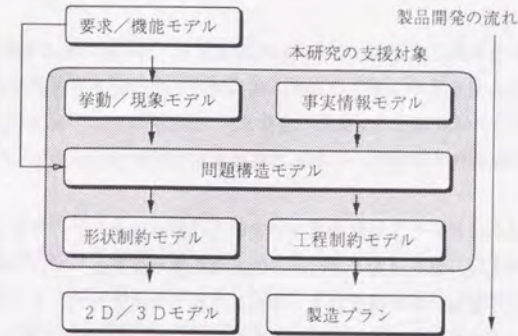 製品開発の流れ
要求／機能モデル
本研究の支援対象
挙動／現象モデル
事実情報モデル
問題構造モデル
形状制約モデル
工程制約モデル
２Ｄ／３Ｄモデル
製造プラン